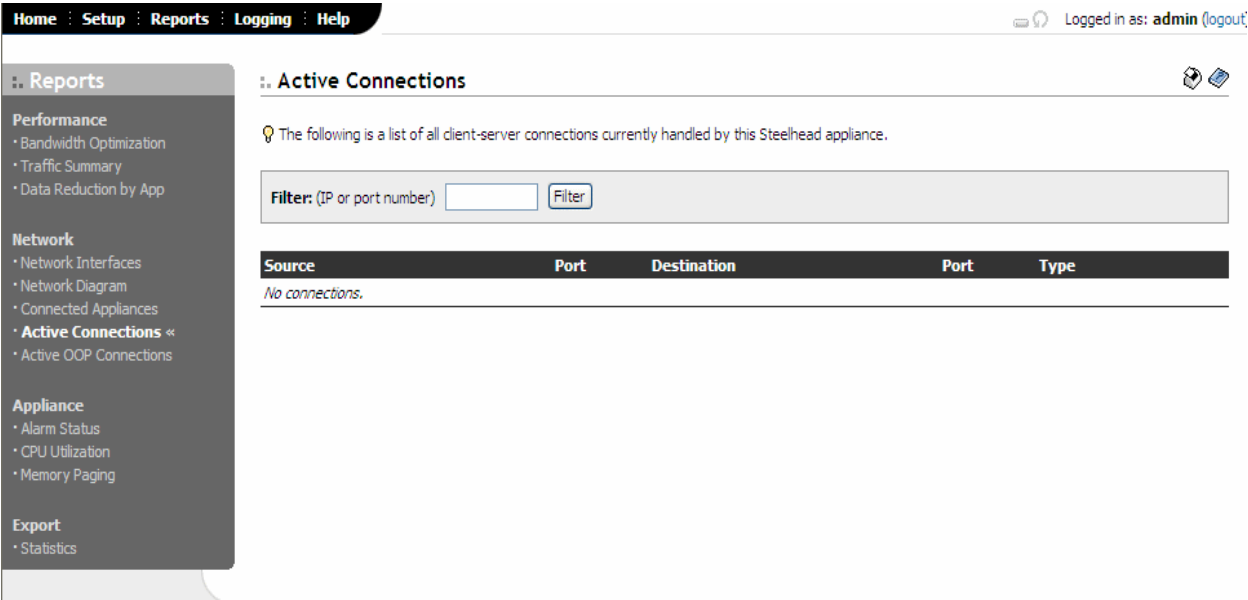 Home Setup Reports Logging Help
Logged in as: admin (logout)
:. Reports
Performance
· Bandwidth Optimization
· Traffic Summary
· Data Reduction by App
Network
· Network Interfaces
· Network Diagram
· Connected Appliances
· Active Connections «
· Active OOP Connections
Appliance
· Alarm Status
· CPU Utilization
· Memory Paging
Export
· Statistics
:. Active Connections
The following is a list of all client-server connections currently handled by this Steelhead appliance.
Filter: (IP or port number) Filter
Source Port Destination Port Type
No connections.